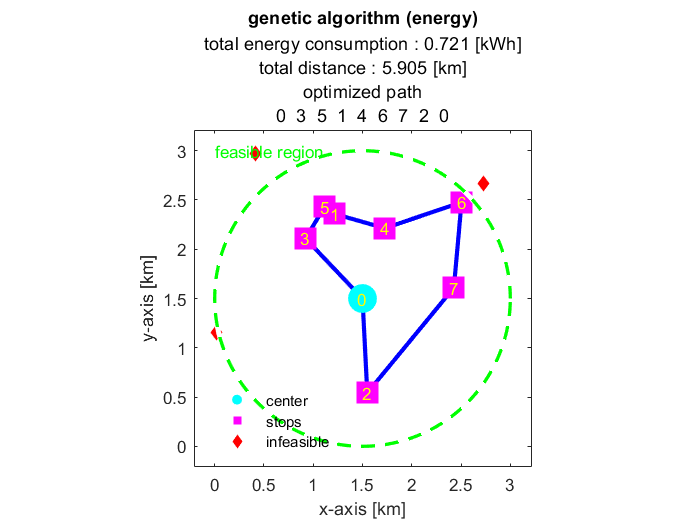 genetic algorithm (energy)
total energy consumption : 0.721 [kWh]
total distance : 5.905 [km]
optimized path
0 3 5 1 4 6 7 2 0
feasible region
3
2.5
2
1.5
1
0.5
0
y-axis [km]
5
1
6
4
3
7
0
2
center
stops
infeasible
0 0.5 1 1.5 2 2.5 3
x-axis [km]